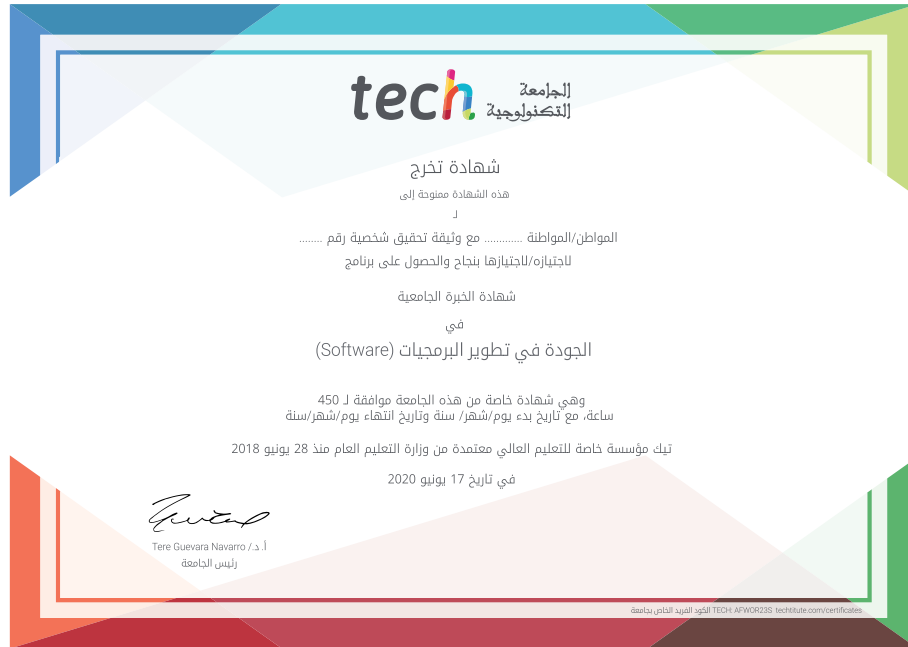 tech
الجامعة
التكنولوجية
شهادة تخرج
هذه الشهادة ممنوحة إلى
لـ
المواطن/المواطنة ............ مع وثيقة تحقيق شخصية رقم ........
لاجتيازه/لاجتيازها بنجاح والحصول على برنامج
شهادة الخبرة الجامعية
في
الجودة في تطوير البرمجيات (Software)
وهي شهادة خاصة من هذه الجامعة موافقة لـ 450
ساعة، مع تاريخ بدء يوم/شهر/ سنة وتاريخ انتهاء يوم/شهر/سنة
تيك مؤسسة خاصة للتعليم العالي معتمدة من وزارة التعليم العام منذ 28 يونيو 2018
في تاريخ 17 يونيو 2020
أ.د./ Tere Guevara Navarro
رئيس الجامعة
الكود الفريد الخاص بجامعة TECH: AFWOR23S techtitute.com/certificates